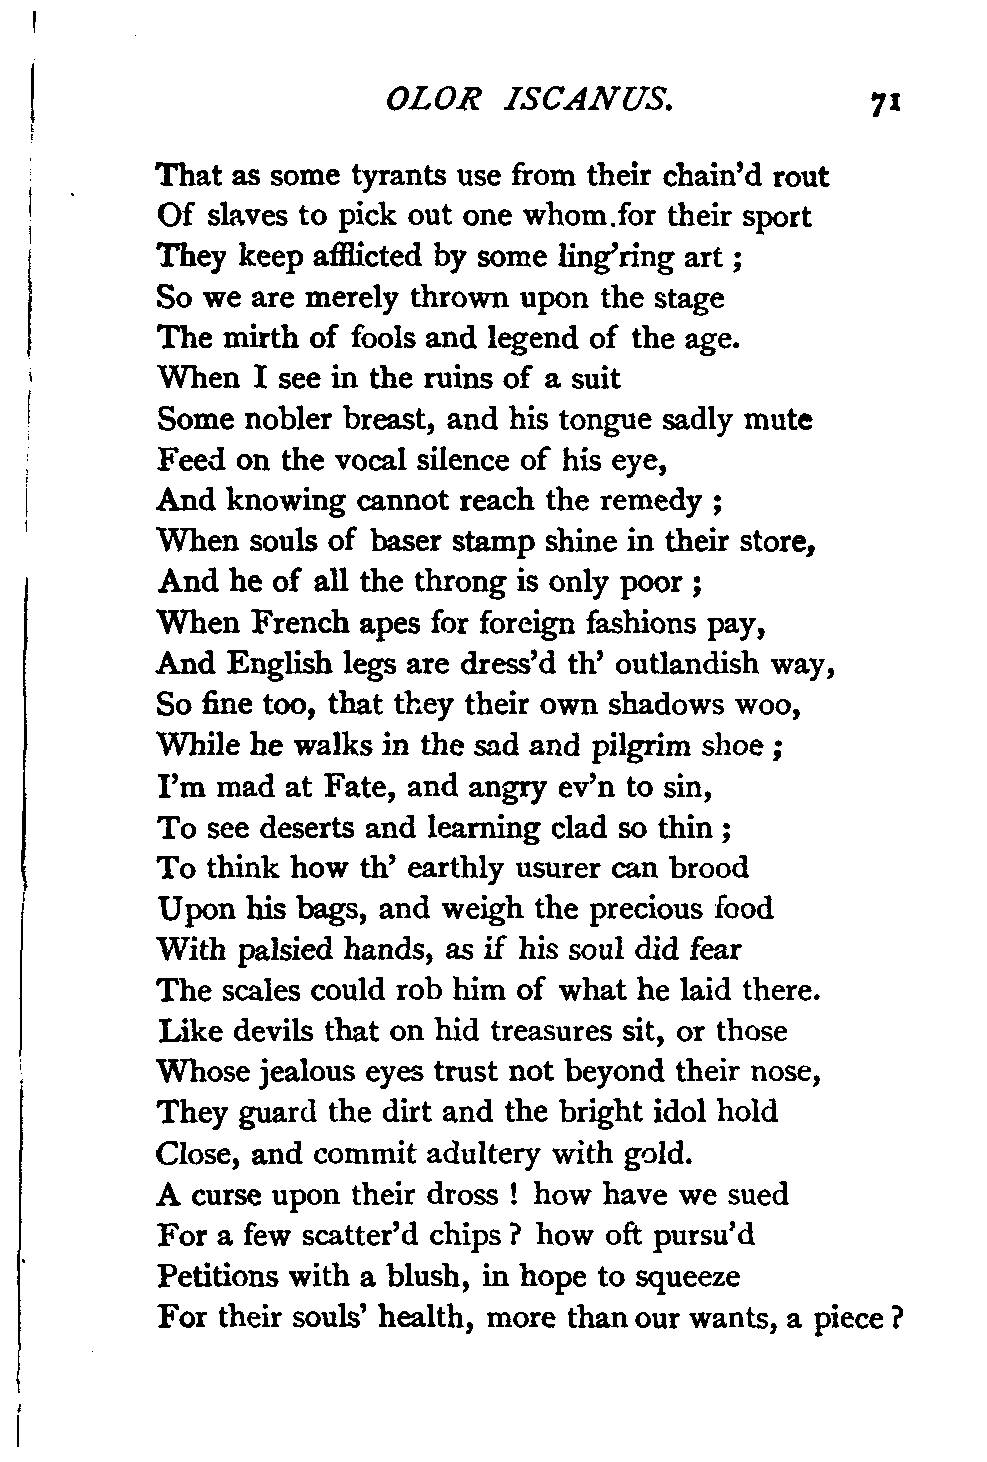 OLOR ISCANUS. 71
That as some tyrants use from their chain'd rout
Of slaves to pick out one whom.for their sport
They keep afflicted by some ling'ring art ;
So we are merely thrown upon the stage
The mirth of fools and legend of the age.
When I see in the ruins of a suit
Some nobler breast, and his tongue sadly mute
Feed on the vocal silence of his eye,
And knowing cannot reach the remedy ;
When souls of baser stamp shine in their store,
And he of all the throng is only poor ;
When French apes for foreign fashions pay,
And English legs are dress'd th' outlandish way,
So fine too, that they their own shadows woo,
While he walks in the sad and pilgrim shoe ;
I'm mad at Fate, and angry ev'n to sin,
To see deserts and learning clad so thin ;
To think how th' earthly usurer can brood
Upon his bags, and weigh the precious food
With palsied hands, as if his soul did fear
The scales could rob him of what he laid there.
Like devils that on hid treasures sit, or those
Whose jealous eyes trust not beyond their nose,
They guard the dirt and the bright idol hold
Close, and commit adultery with gold.
A curse upon their dross ! how have we sued
For a few scatter'd chips ? how oft pursu'd
Petitions with a blush, in hope to squeeze
For their souls' health, more than our wants, a piece ?